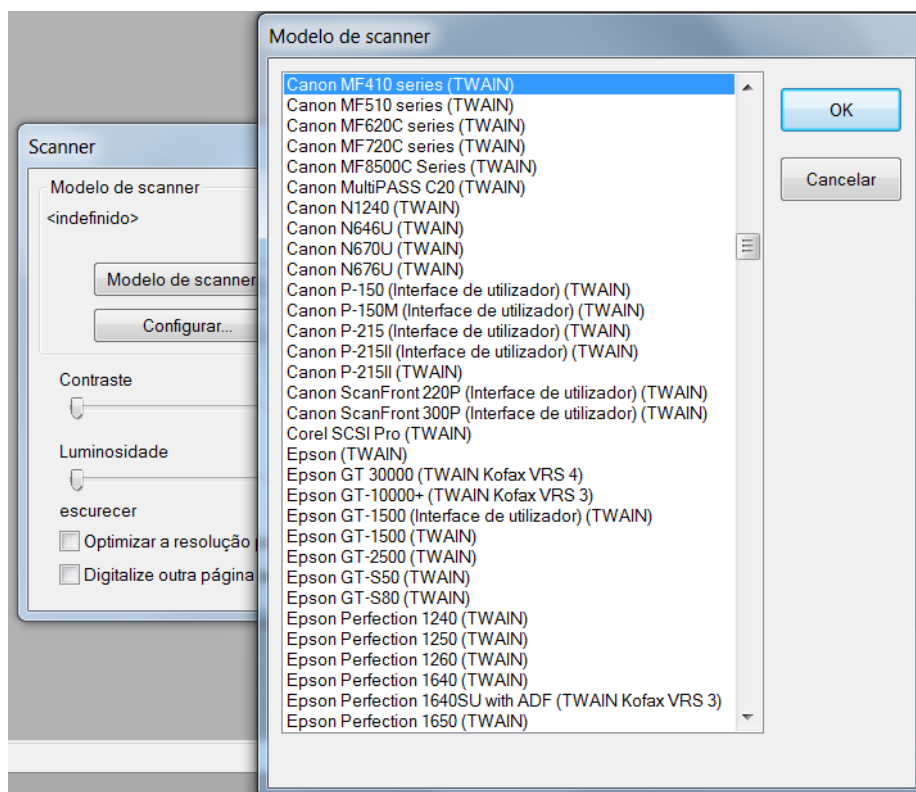 Modelo de scanner
Canon MF410 series (TWAIN)
Canon MF510 series (TWAIN)
Canon MF620C series (TWAIN)
Canon MF720C series (TWAIN)
Canon MF8500C Series (TWAIN)
Canon MultiPASS C20 (TWAIN)
Canon N1240 (TWAIN)
Canon N646U (TWAIN)
Canon N670U (TWAIN)
Canon N676U (TWAIN)
Canon P-150 (Interface de utilizador) (TWAIN)
Canon P-150M (Interface de utilizador) (TWAIN)
Canon P-215 (Interface de utilizador) (TWAIN)
Canon P-215II (Interface de utilizador) (TWAIN)
Canon P-215II (TWAIN)
Canon ScanFront 220P (Interface de utilizador) (TWAIN)
Canon ScanFront 300P (Interface de utilizador) (TWAIN)
Corel SCSI Pro (TWAIN)
Epson (TWAIN)
Epson GT 30000 (TWAIN Kofax VRS 4)
Epson GT-10000+ (TWAIN Kofax VRS 3)
Epson GT-1500 (Interface de utilizador) (TWAIN)
Epson GT-1500 (TWAIN)
Epson GT-2500 (TWAIN)
Epson GT-S50 (TWAIN)
Epson GT-S80 (TWAIN)
Epson Perfection 1240 (TWAIN)
Epson Perfection 1250 (TWAIN)
Epson Perfection 1260 (TWAIN)
Epson Perfection 1640 (TWAIN)
Epson Perfection 1640SU with ADF (TWAIN Kofax VRS 3)
Epson Perfection 1650 (TWAIN)
OK
Cancelar
Scanner
Modelo de scanner
<indefinido>
Modelo de scanner
Configurar...
Contraste
Luminosidade
escurecer
Optimizar a resolução
Digitalize outra página